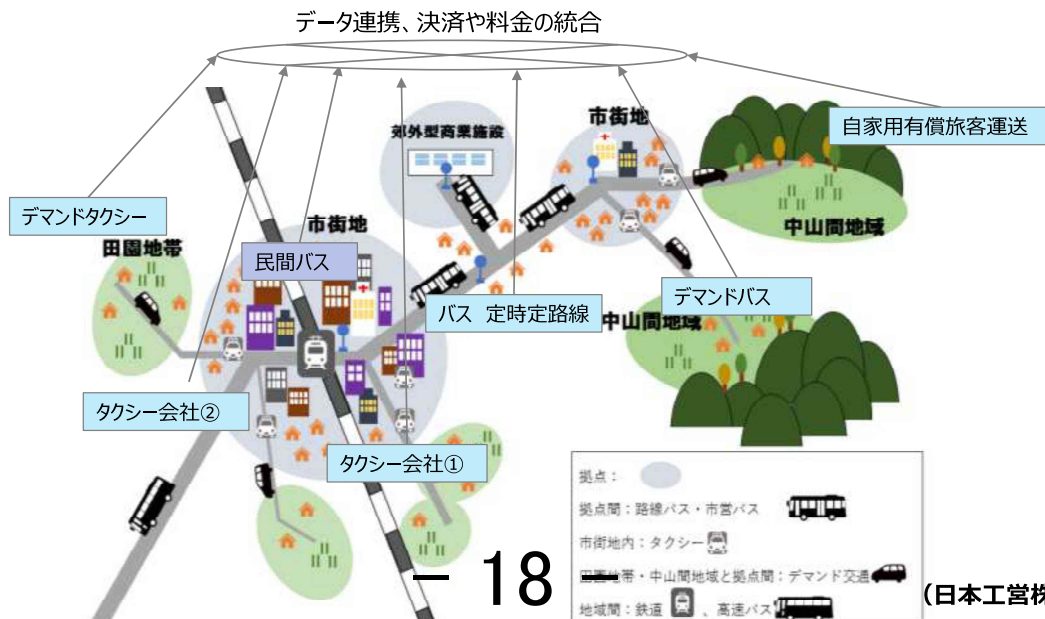 データ連携、決済や料金の統合
郊外型商業施設
市街地
自家用有償旅客運送
デマンドタクシー
田園地帯
市街地
民間バス
バス 定時定路線
デマンドバス
中山間地域
中山間地域
タクシー会社②
タクシー会社①
拠点：
拠点間：路線バス・市営バス
市街地内：タクシー
田園地帯・中山間地域と拠点間：デマンド交通
地域間：鉄道 、高速バス
－ 18 －
(日本工営株